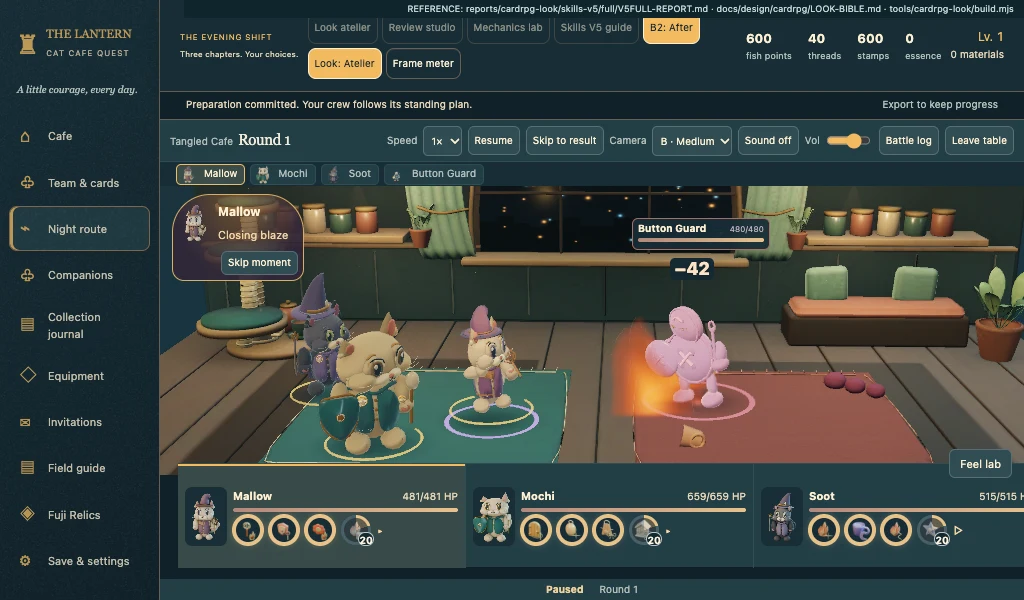 REFERENCE: reports/cardrpg-look/skills-v5/full/V5FULL-REPORT.md · docs/design/cardrpg/LOOK-BIBLE.md · tools/cardrpg-look/build.mjs
THE LANTERN
CAT CAFE QUEST
A little courage, every day.
Cafe
Team & cards
Night route
Companions
Collection journal
Equipment
Invitations
Field guide
Fuji Relics
Save & settings
THE EVENING SHIFT
Three chapters. Your choices.
Look atelier
Review studio
Mechanics lab
Skills V5 guide
B2: After
Look: Atelier
Frame meter
600 fish points
40 threads
600 stamps
0 essence
Lv. 1
0 materials
Preparation committed. Your crew follows its standing plan.
Export to keep progress
Tangled Cafe Round 1
Speed 1x
Resume
Skip to result
Camera B · Medium
Sound off
Vol
Battle log
Leave table
Mallow
Mochi
Soot
Button Guard
Mallow
Closing blaze
Skip moment
Button Guard 480/480
−42
Feel lab
Mallow 481/481 HP
20
Mochi 659/659 HP
20
Soot 515/515 H
20
Paused Round 1